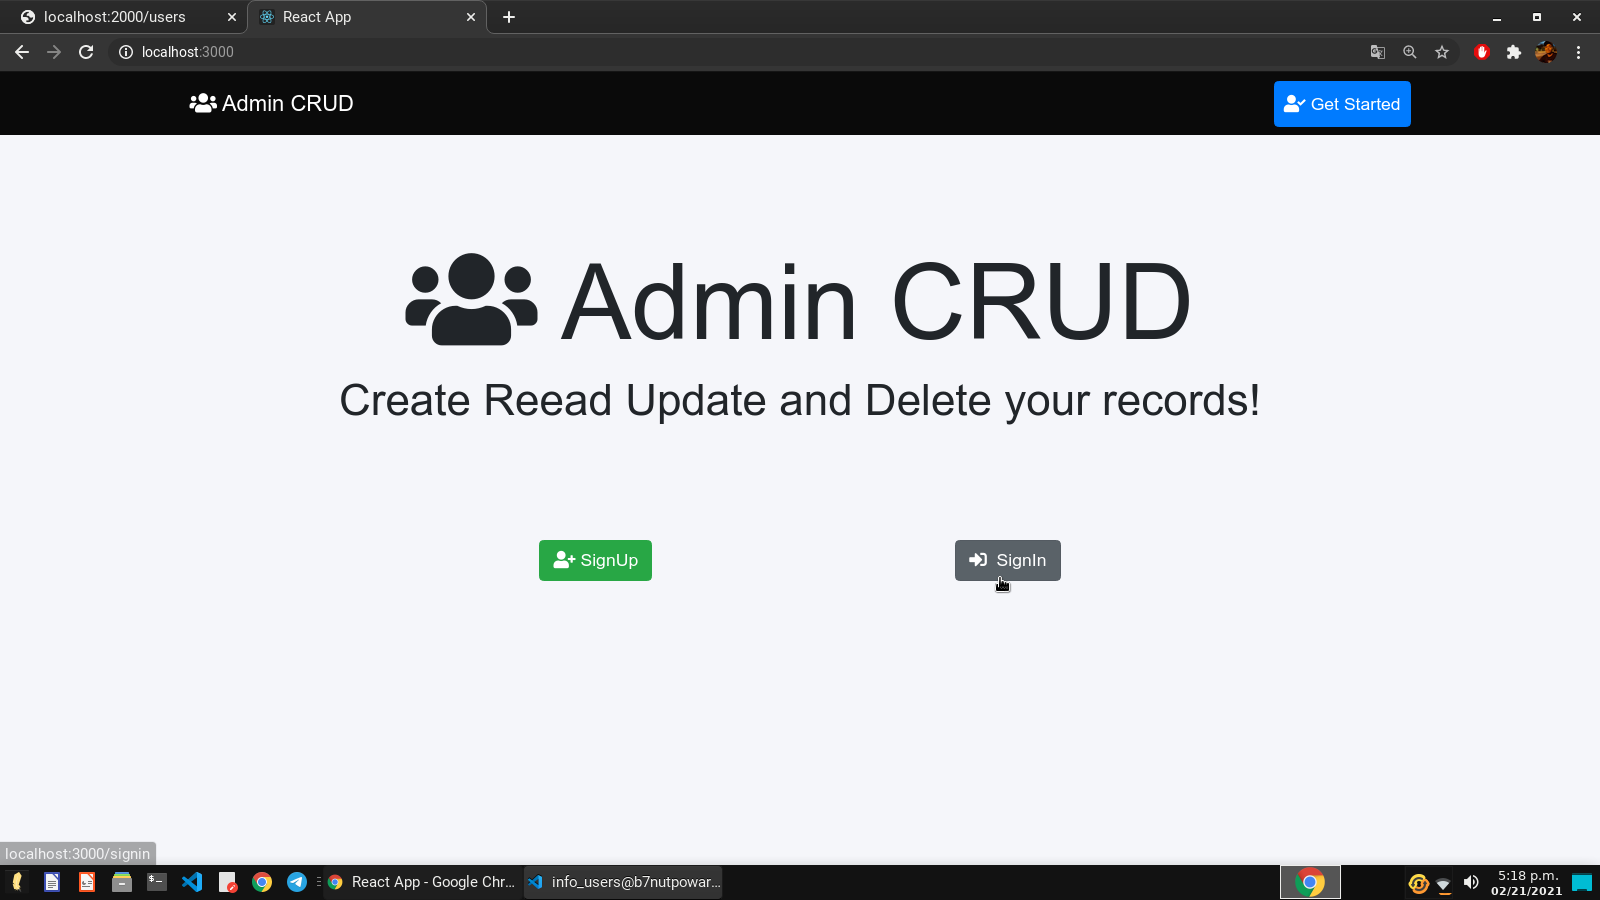 localhost:2000/users
React App
localhost:3000
Admin CRUD
Get Started
Admin CRUD
Create Reead Update and Delete your records!
SignUp
SignIn
localhost:3000/signin
$-
React App - Google Chr...
info_users@b7nutpowar...
5:18 p.m.
02/21/2021